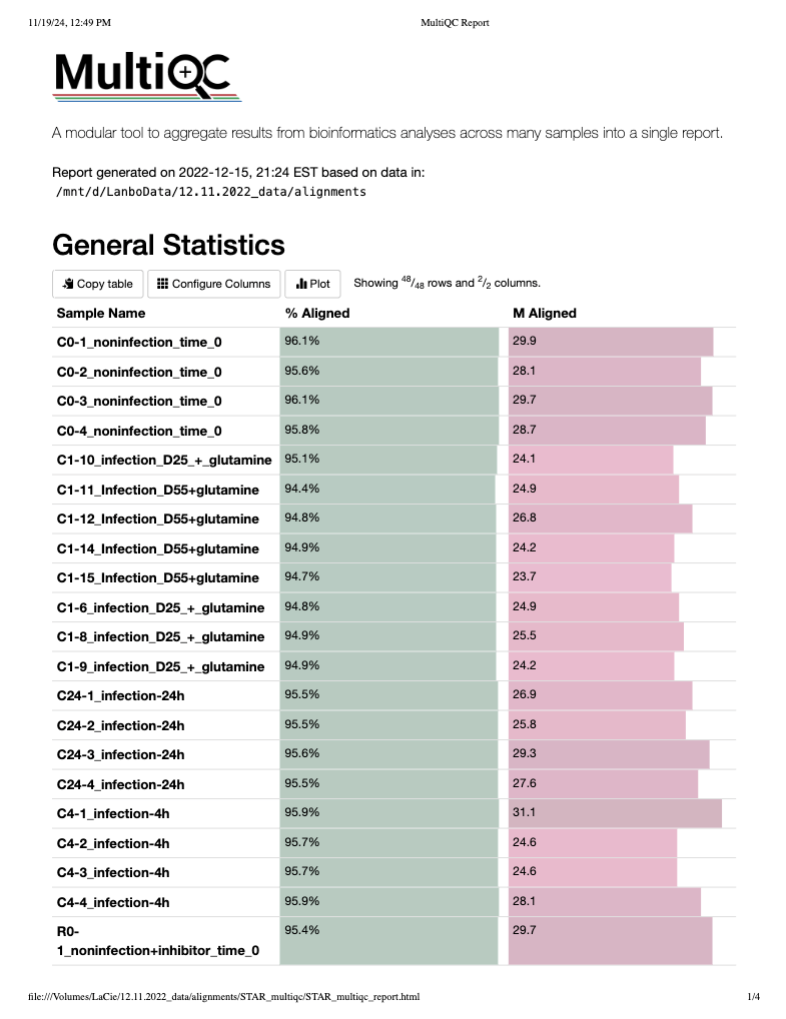 11/19/24, 12:49 PM MultiQC Report
MultiQC
A modular tool to aggregate results from bioinformatics analyses across many samples into a single report.
Report generated on 2022-12-15, 21:24 EST based on data in:
/mnt/d/LanboData/12.11.2022_data/alignments
General Statistics
Copy table Configure Columns Plot Showing 48/48 rows and 2/2 columns.
Sample Name % Aligned M Aligned
C0-1_noninfection_time_0 96.1% 29.9
C0-2_noninfection_time_0 95.6% 28.1
C0-3_noninfection_time_0 96.1% 29.7
C0-4_noninfection_time_0 95.8% 28.7
C1-10_infection_D25_+_glutamine 95.1% 24.1
C1-11_Infection_D55+glutamine 94.4% 24.9
C1-12_Infection_D55+glutamine 94.8% 26.8
C1-14_Infection_D55+glutamine 94.9% 24.2
C1-15_Infection_D55+glutamine 94.7% 23.7
C1-6_infection_D25_+_glutamine 94.8% 24.9
C1-8_infection_D25_+_glutamine 94.9% 25.5
C1-9_infection_D25_+_glutamine 94.9% 24.2
C24-1_infection-24h 95.5% 26.9
C24-2_infection-24h 95.5% 25.8
C24-3_infection-24h 95.6% 29.3
C24-4_infection-24h 95.5% 27.6
C4-1_infection-4h 95.9% 31.1
C4-2_infection-4h 95.7% 24.6
C4-3_infection-4h 95.7% 24.6
C4-4_infection-4h 95.9% 28.1
R0- 95.4% 29.7
1_noninfection+inhibitor_time_0
file:///Volumes/LaCie/12.11.2022_data/alignments/STAR_multiqc/STAR_multiqc_report.html 1/4